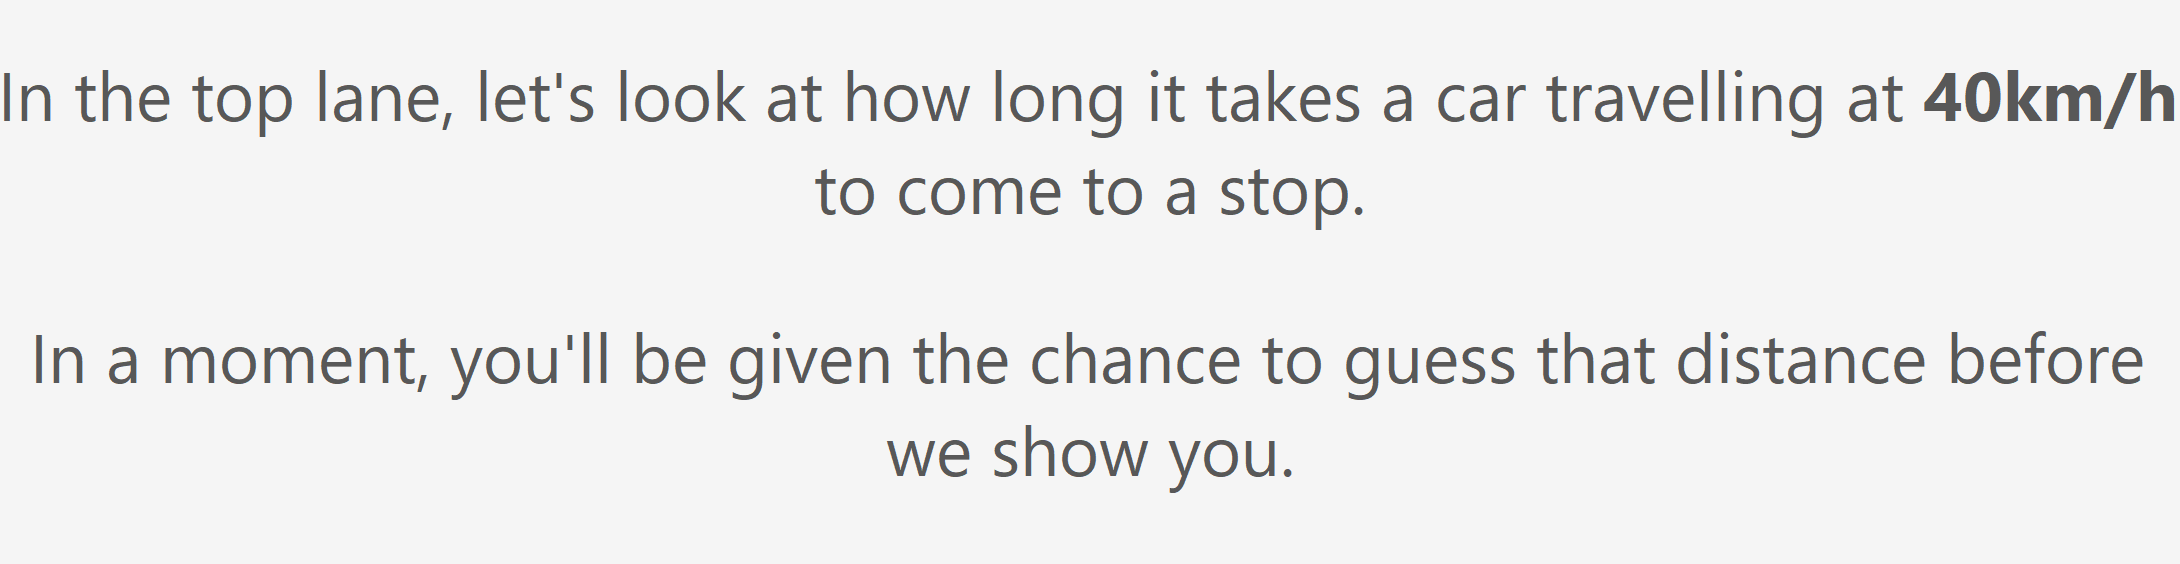 In the top lane, let's look at how long it takes a car travelling at 40km/h
to come to a stop.
In a moment, you'll be given the chance to guess that distance before
we show you.